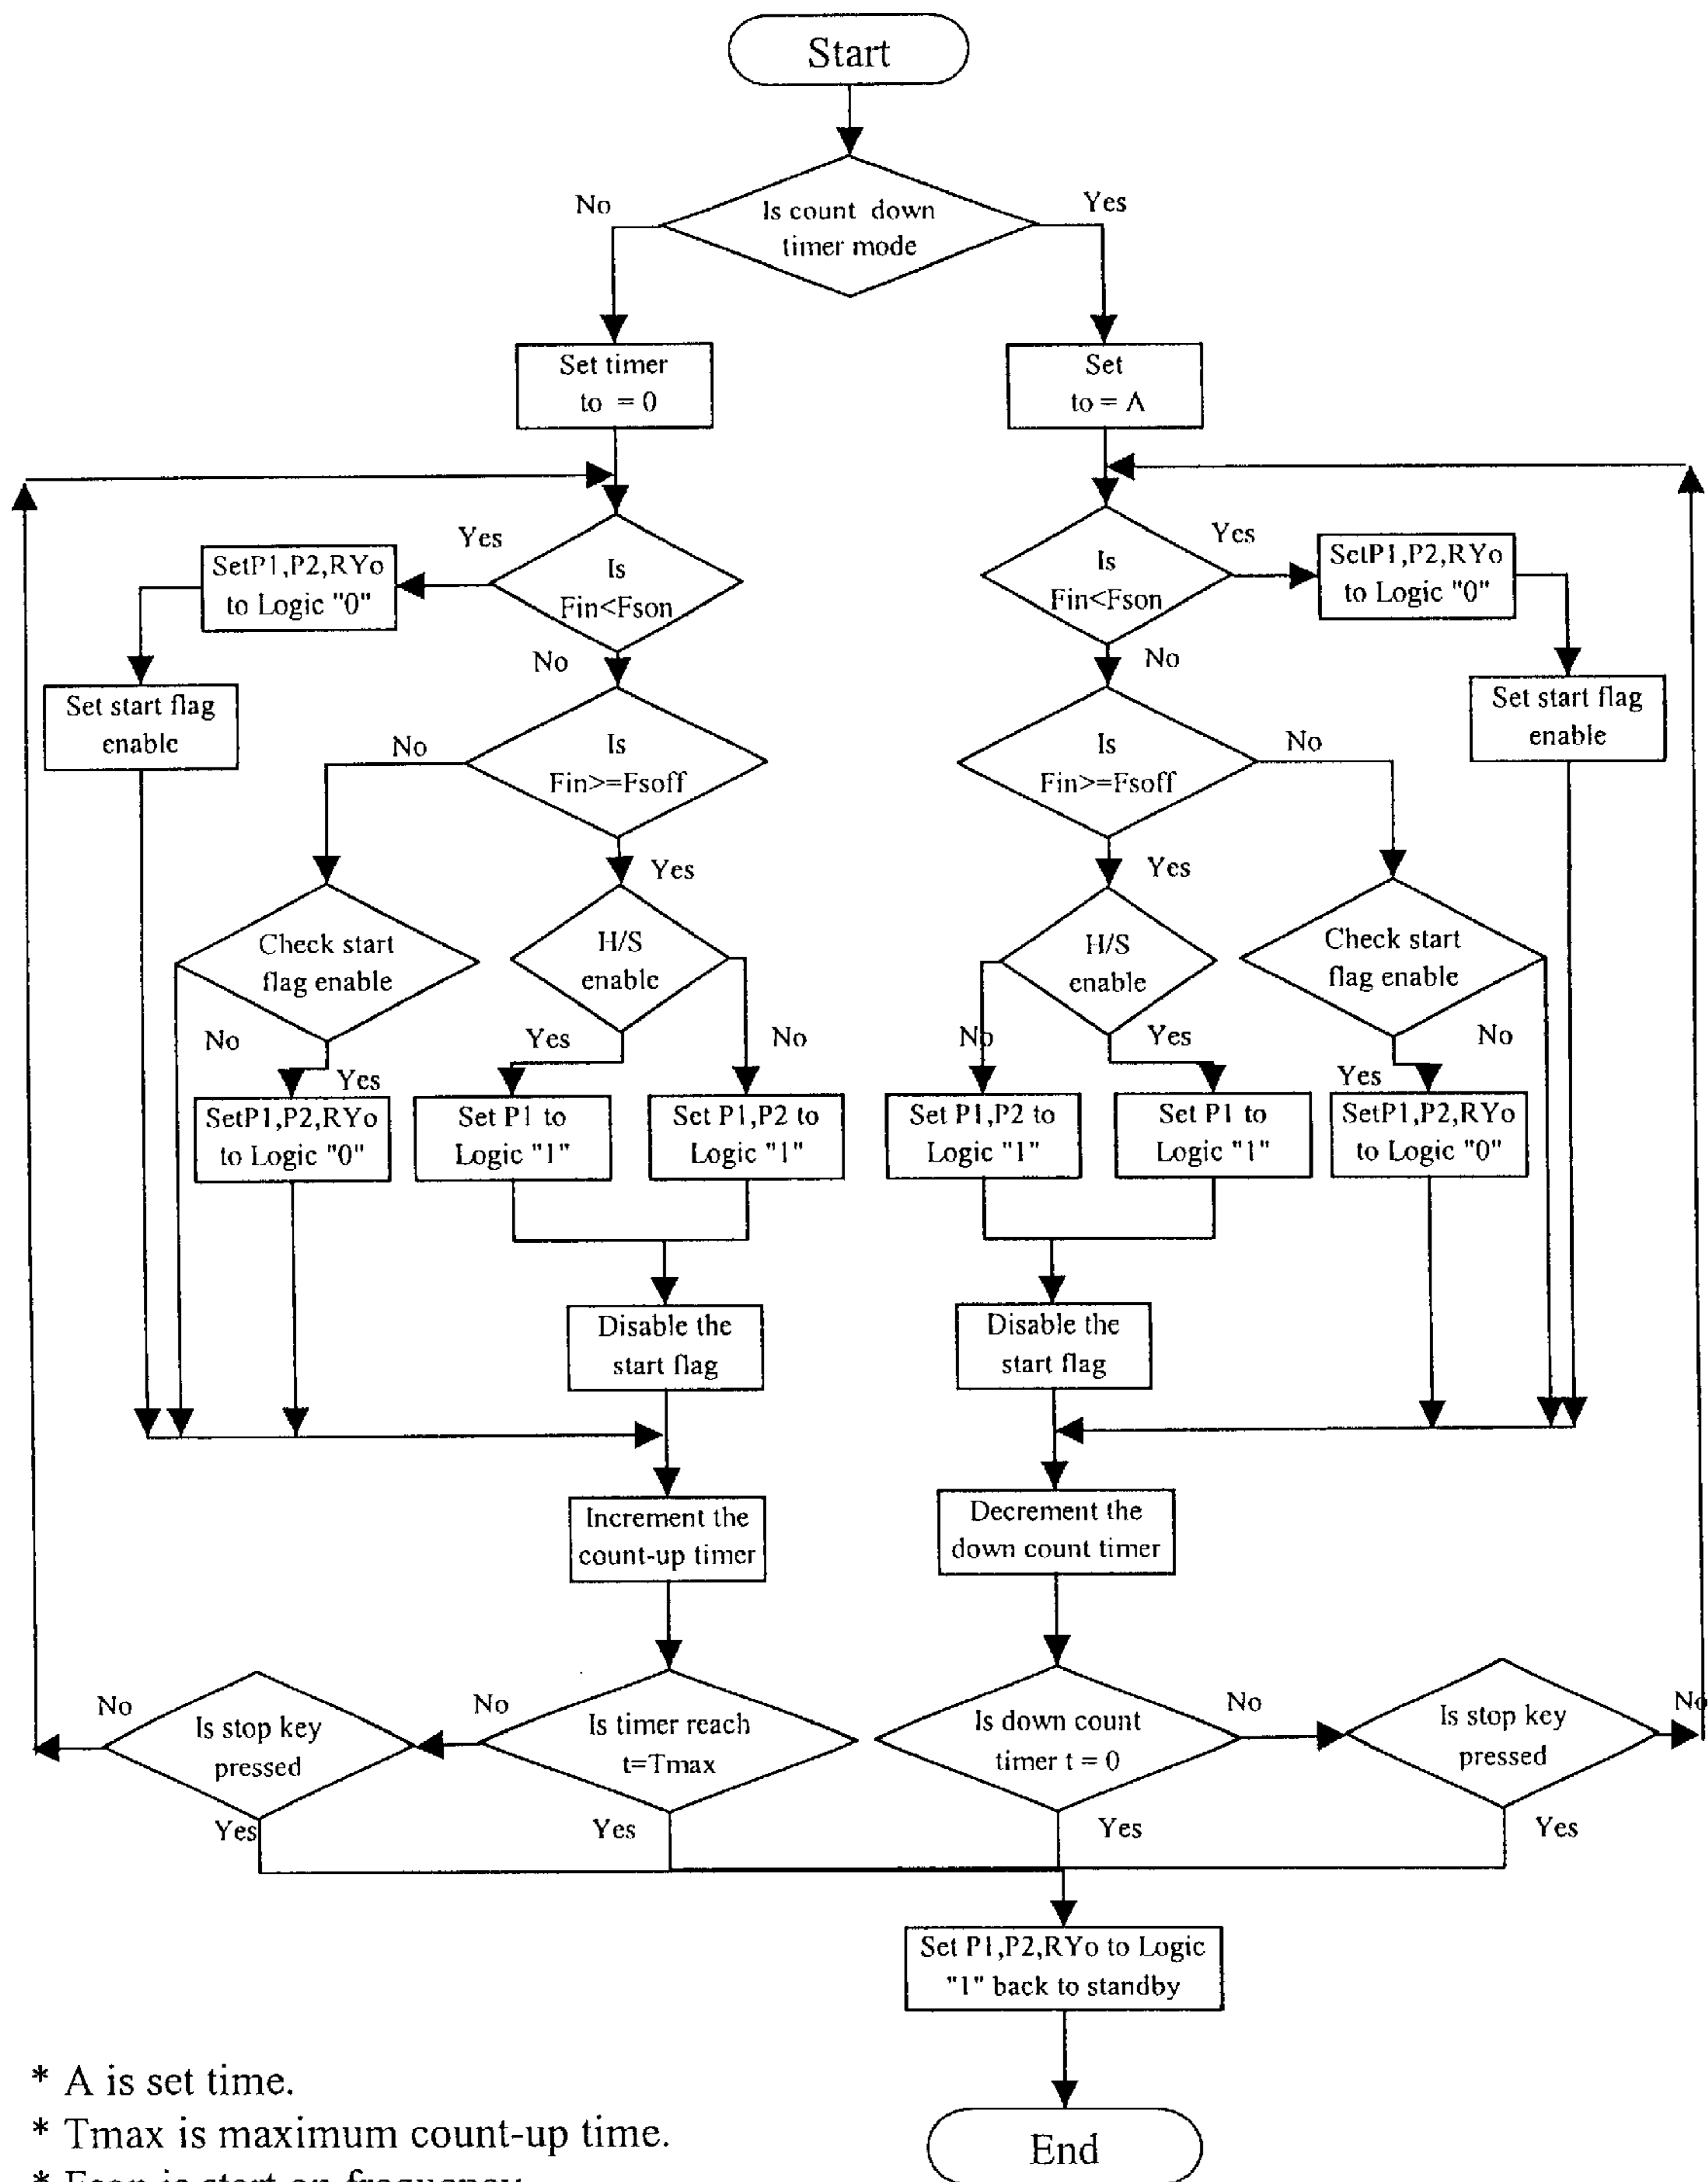 Start
Is count down
timer mode
No
Yes
Set timer
to = 0
Set
to = A
Yes
SetP1,P2,RYo
to Logic "0"
Is
Fin<Fson
Is
Fin<Fson
Yes
SetP1,P2,RYo
to Logic "0"
No
No
Set start flag
enable
Set start flag
enable
No
Is
Fin>=Fsoff
Is
Fin>=Fsoff
No
Yes
Yes
Check start
flag enable
H/S
enable
H/S
enable
Check start
flag enable
No
Yes
Yes
No
No
Yes
Yes
No
SetP1,P2,RYo
to Logic "0"
Set P1 to
Logic "1"
Set P1,P2 to
Logic "1"
Set P1,P2 to
Logic "1"
Set P1 to
Logic "1"
SetP1,P2,RYo
to Logic "0"
Disable the
start flag
Disable the
start flag
Increment the
count-up timer
Decrement the
down count timer
No
Is stop key
pressed
No
Is timer reach
t=Tmax
Is down count
timer t = 0
No
Is stop key
pressed
No
Yes
Yes
Yes
Yes
Set P1,P2,RYo to Logic
"1" back to standby
End
* A is set time.
* Tmax is maximum count-up time.
* Fson is start on frequency